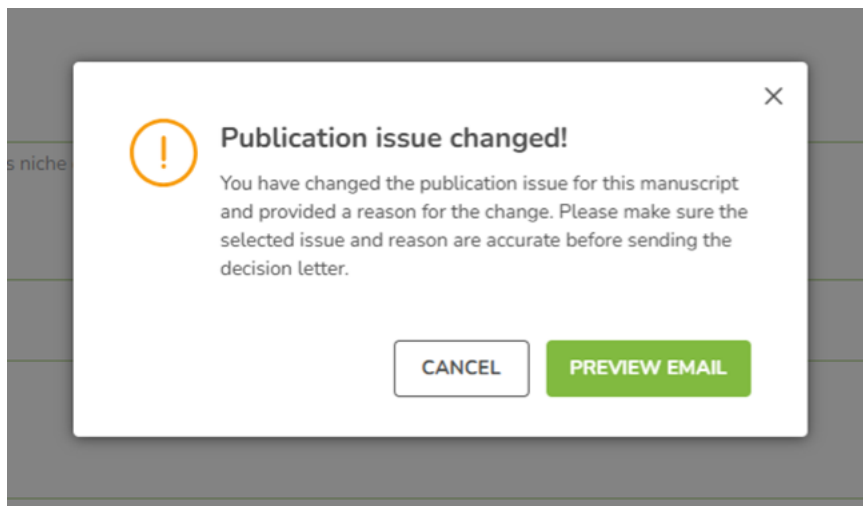 Publication issue changed!
s niche
You have changed the publication issue for this manuscript
and provided a reason for the change. Please make sure the
selected issue and reason are accurate before sending the
decision letter.
CANCEL
PREVIEW EMAIL